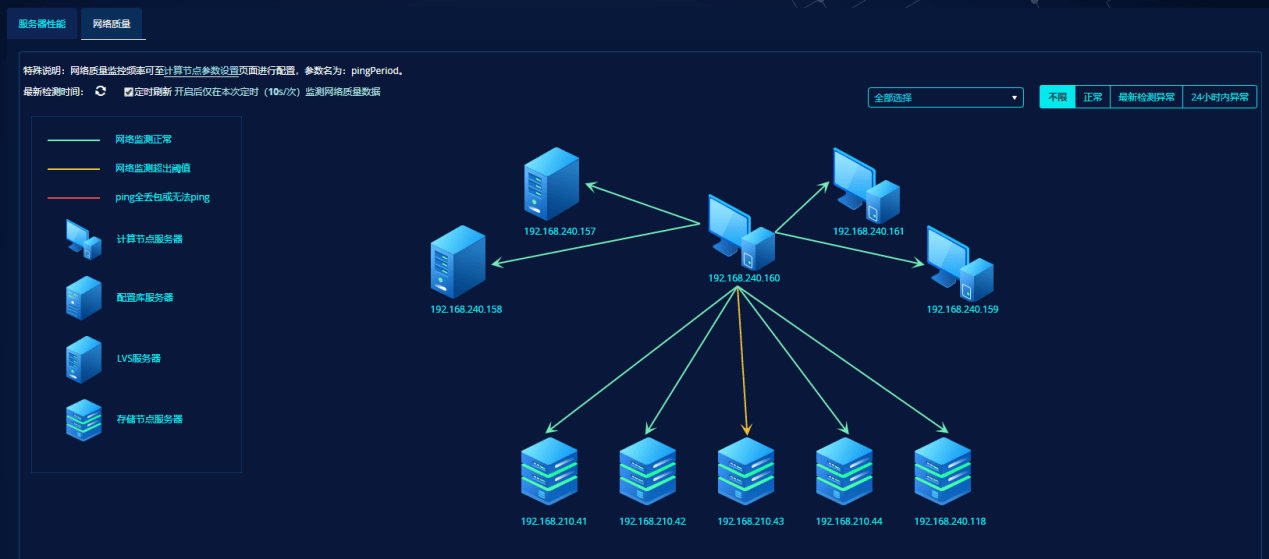 服务器性能
网络质量
特殊说明：网络质量监控频率可至计算节点参数设置页面进行配置，参数名为：pingPeriod。
最新检测时间：
定时刷新 开启后仅在本次定时（10s/次）监测网络质量数据
全部选择
不限
正常
最新检测异常
24小时内异常
网络监测正常
网络监测超出阈值
ping全丢包或无法ping
计算节点服务器
配置库服务器
LVS服务器
存储节点服务器
192.168.240.157
192.168.240.161
192.168.240.160
192.168.240.158
192.168.240.159
192.168.210.41
192.168.210.42
192.168.210.43
192.168.210.44
192.168.240.118